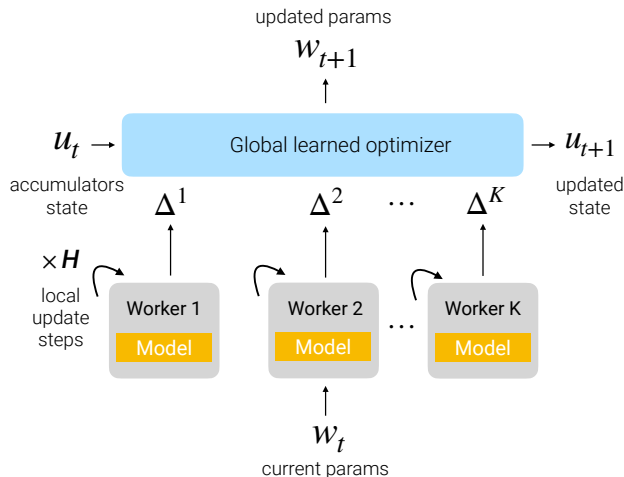 updated params
w_{t+1}
u_t
Global learned optimizer
u_{t+1}
accumulators
state
updated
state
Δ^1
Δ^2
...
Δ^K
× H
local
update
steps
Worker 1
Model
Worker 2
Model
...
Worker K
Model
w_t
current params